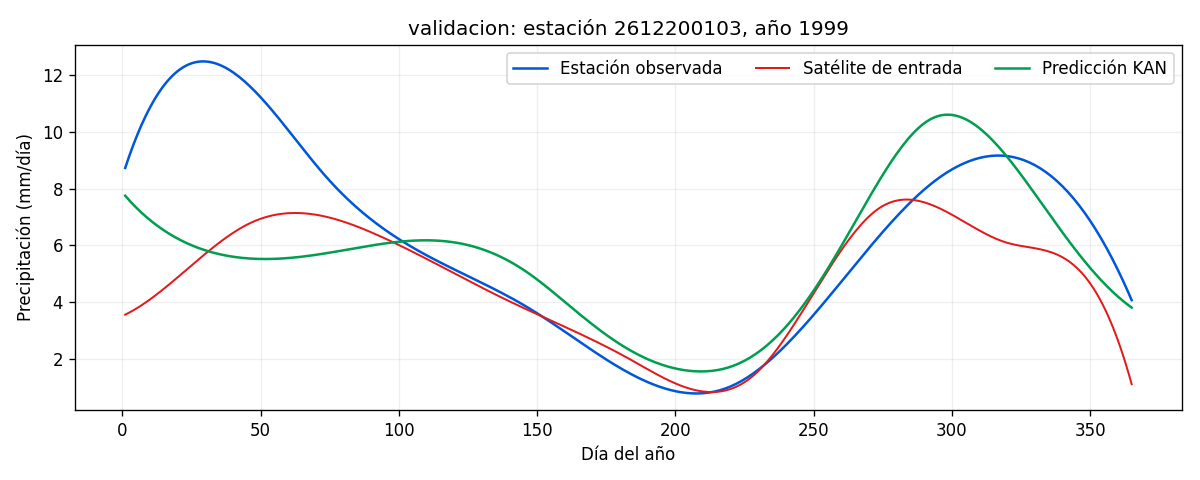 validacion: estación 2612200103, año 1999
Estación observada
Satélite de entrada
Predicción KAN
Precipitación (mm/día)
12
10
8
6
4
2
0
50
100
150
200
250
300
350
Día del año